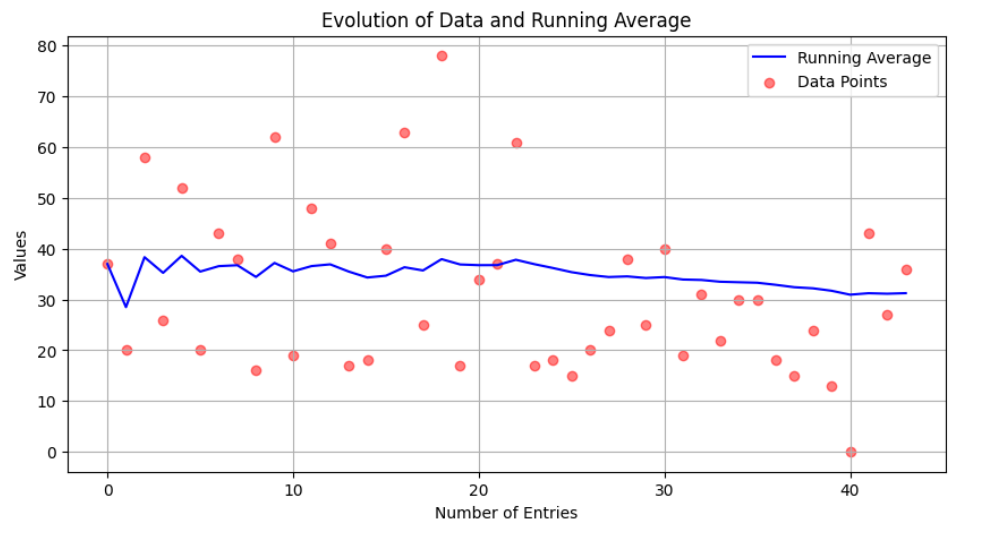 Evolution of Data and Running Average
80
70
60
50
40
30
20
10
0
Values
Running Average
Data Points
0 10 20 30 40
Number of Entries